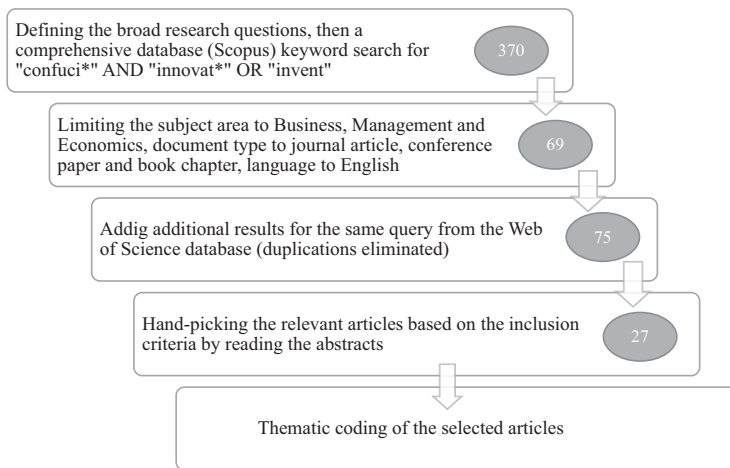 Defining the broad research questions, then a
comprehensive database (Scopus) keyword search for
"confuci*" AND "innovat*" OR "invent"
370
Limiting the subject area to Business, Management and
Economics, document type to journal article, conference
paper and book chapter, language to English
69
Addig additional results for the same query from the Web
of Science database (duplications eliminated)
75
Hand-picking the relevant articles based on the inclusion
criteria by reading the abstracts
27
Thematic coding of the selected articles